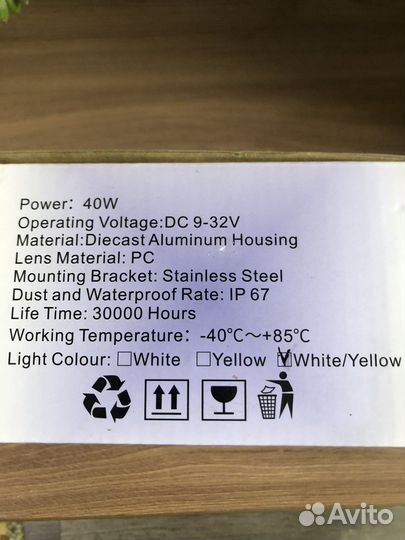 Power: 40W
Operating Voltage:DC 9-32V
Material:Diecast Aluminum Housing
Lens Material: PC
Mounting Bracket: Stainless Steel
Dust and Waterproof Rate: IP 67
Life Time: 30000 Hours
Working Temperature: -40℃～+85℃
Light Colour: ☐White ☐Yellow ☑White/Yellow
Avito